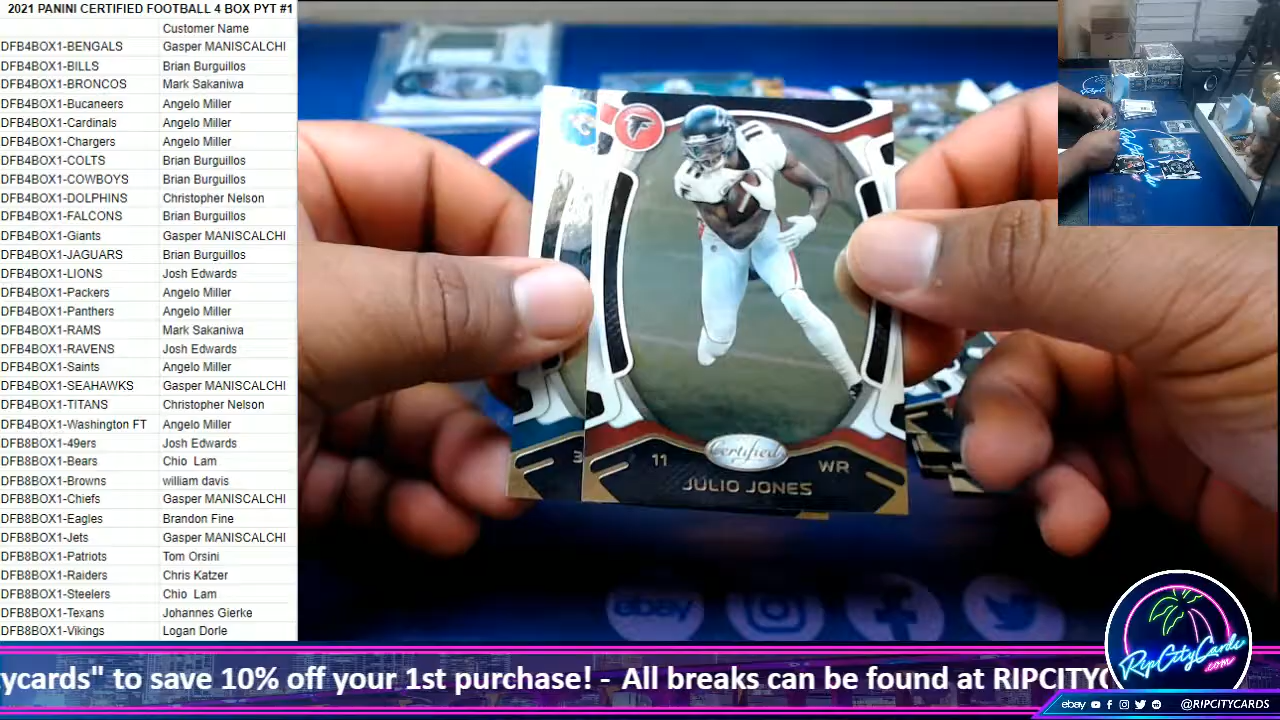 2021 PANINI CERTIFIED FOOTBALL 4 BOX PYT #1
Customer Name
DFB4BOX1-BENGALS Gasper MANISCALCHI
DFB4BOX1-BILLS Brian Burguillos
DFB4BOX1-BRONCOS Mark Sakaniwa
DFB4BOX1-Bucaneers Angelo Miller
DFB4BOX1-Cardinals Angelo Miller
DFB4BOX1-Chargers Angelo Miller
DFB4BOX1-COLTS Brian Burguillos
DFB4BOX1-COWBOYS Brian Burguillos
DFB4BOX1-DOLPHINS Christopher Nelson
DFB4BOX1-FALCONS Brian Burguillos
DFB4BOX1-Giants Gasper MANISCALCHI
DFB4BOX1-JAGUARS Brian Burguillos
DFB4BOX1-LIONS Josh Edwards
DFB4BOX1-Packers Angelo Miller
DFB4BOX1-Panthers Angelo Miller
DFB4BOX1-RAMS Mark Sakaniwa
DFB4BOX1-RAVENS Josh Edwards
DFB4BOX1-Saints Angelo Miller
DFB4BOX1-SEAHAWKS Gasper MANISCALCHI
DFB4BOX1-TITANS Christopher Nelson
DFB4BOX1-Washington FT Angelo Miller
DFB8BOX1-49ers Josh Edwards
DFB8BOX1-Bears Chio Lam
DFB8BOX1-Browns william davis
DFB8BOX1-Chiefs Gasper MANISCALCHI
DFB8BOX1-Eagles Brandon Fine
DFB8BOX1-Jets Gasper MANISCALCHI
DFB8BOX1-Patriots Tom Orsini
DFB8BOX1-Raiders Chris Katzer
DFB8BOX1-Steelers Chio Lam
DFB8BOX1-Texans Johannes Gierke
DFB8BOX1-Vikings Logan Dorle
11
Certified
WR
JULIO JONES
3
ebay
RipCityCards
.com
ycards" to save 10% off your 1st purchase! - All breaks can be found at RIPCITYC
ebay @RIPCITYCARDS